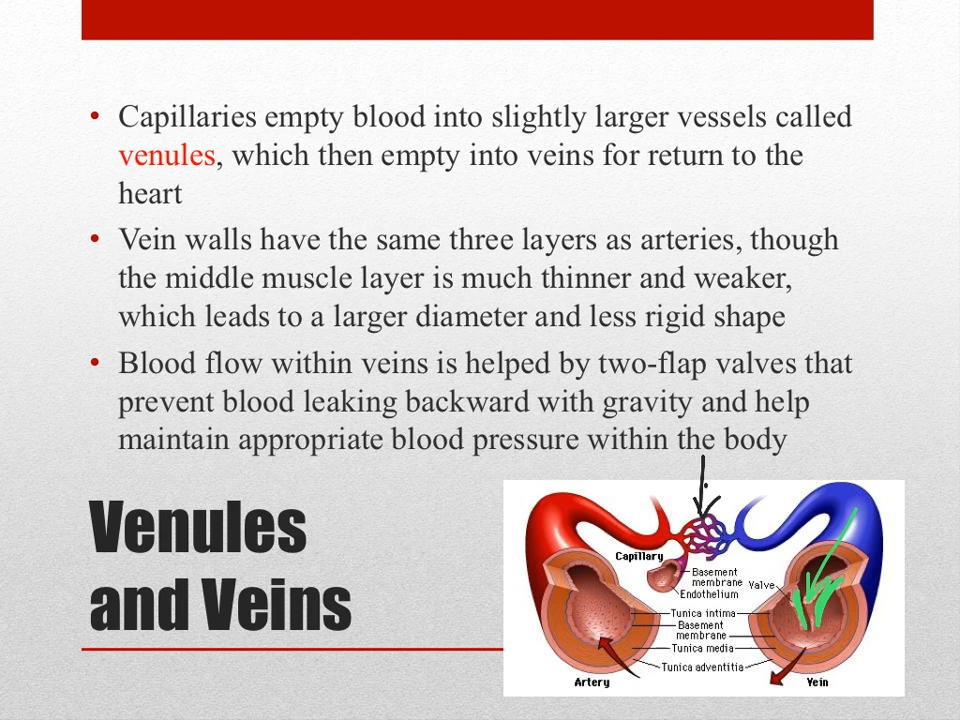 • Capillaries empty blood into slightly larger vessels called
venules, which then empty into veins for return to the
heart
• Vein walls have the same three layers as arteries, though
the middle muscle layer is much thinner and weaker,
which leads to a larger diameter and less rigid shape
• Blood flow within veins is helped by two-flap valves that
prevent blood leaking backward with gravity and help
maintain appropriate blood pressure within the body
Venules
and Veins
Capillary
Basement
membrane
Endothelium
Valve
Tunica intima
Basement
membrane
Tunica media
Tunica adventitia
Artery
Vein